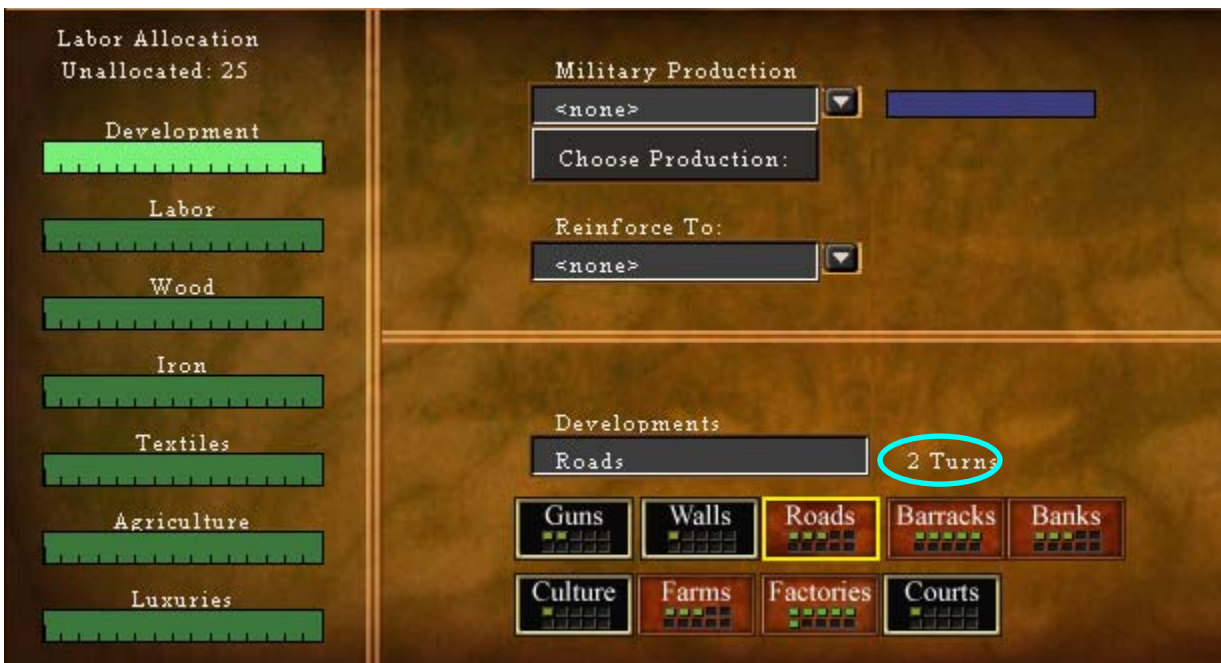 Labor Allocation
Unallocated: 25
Development
Labor
Wood
Iron
Textiles
Agriculture
Luxuries
Military Production
<none>
Choose Production:
Reinforce To:
<none>
Developments
Roads
2 Turns
Guns
Walls
Roads
Barracks
Banks
Culture
Farms
Factories
Courts